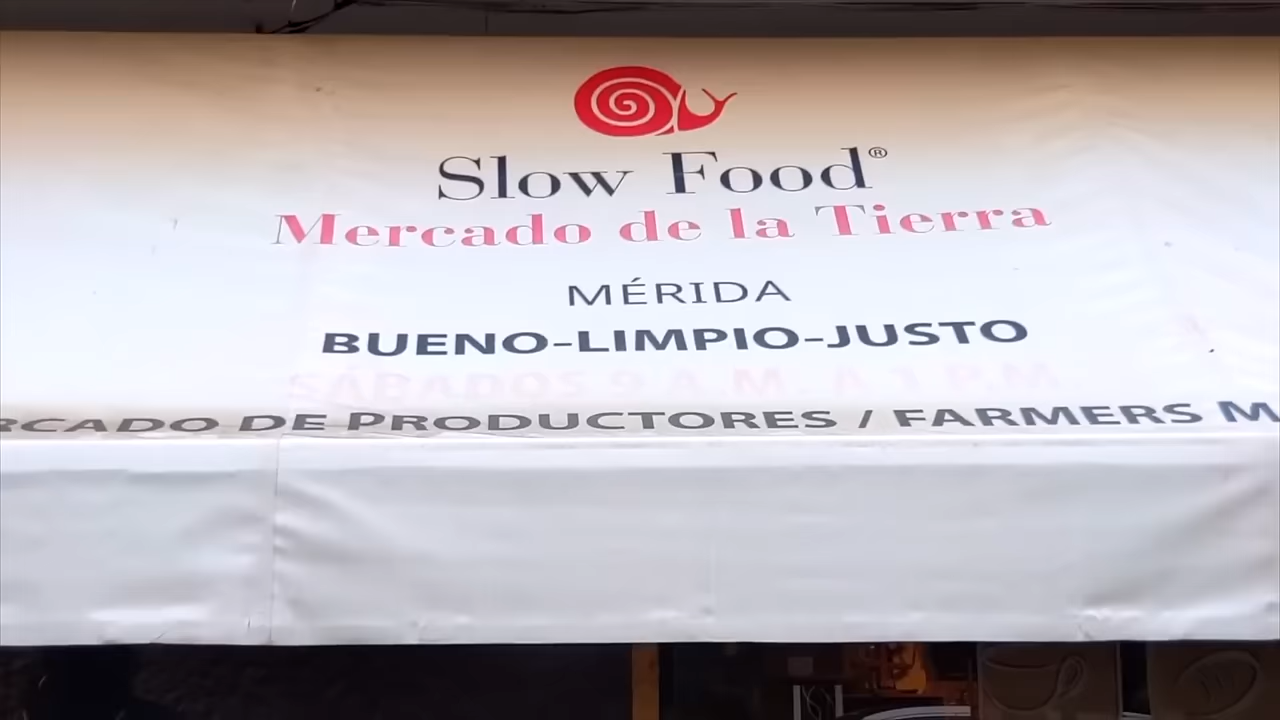 Slow Food®
Mercado de la Tierra
MÉRIDA
BUENO-LIMPIO-JUSTO
SÁBADOS 9 A.M. A 1 P.M.
RCADO DE PRODUCTORES / FARMERS M